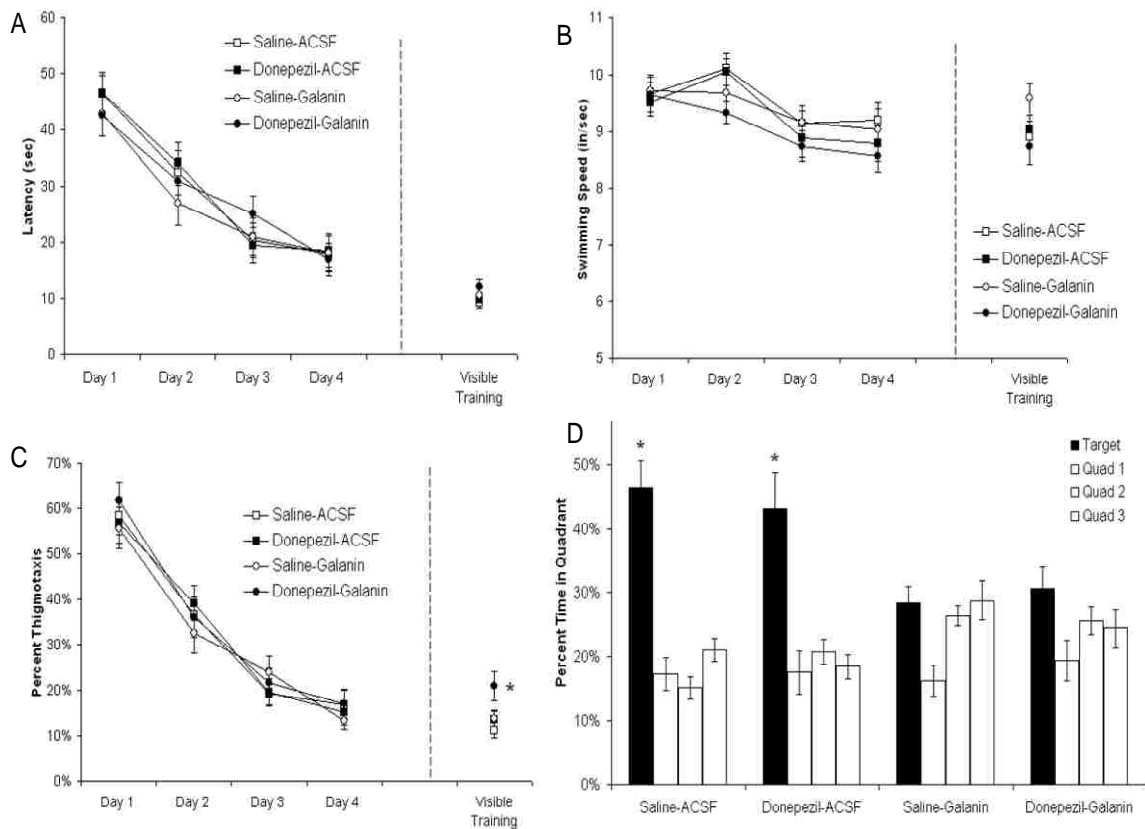 A
Latency (sec)
60
50
40
30
20
10
0
Saline-ACSF
Donepezil-ACSF
Saline-Galanin
Donepezil-Galanin
Day 1
Day 2
Day 3
Day 4
Visible
Training
B
Swimming Speed (in/sec)
11
10
9
8
7
6
5
Saline-ACSF
Donepezil-ACSF
Saline-Galanin
Donepezil-Galanin
Day 1
Day 2
Day 3
Day 4
Visible
Training
C
Percent Thigmotaxis
70%
60%
50%
40%
30%
20%
10%
0%
Saline-ACSF
Donepezil-ACSF
Saline-Galanin
Donepezil-Galanin
*
Day 1
Day 2
Day 3
Day 4
Visible
Training
D
Percent Time in Quadrant
50%
40%
30%
20%
10%
0%
*
*
Target
Quad 1
Quad 2
Quad 3
Saline-ACSF
Donepezil-ACSF
Saline-Galanin
Donepezil-Galanin